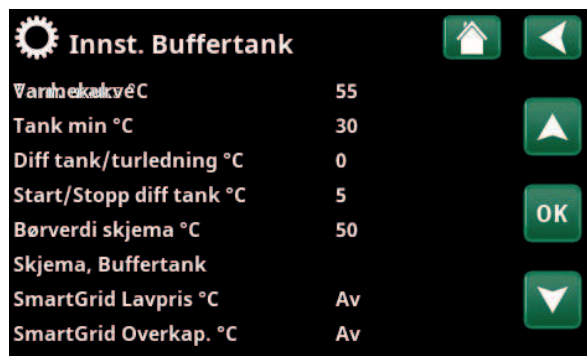 Innst. Buffertank
55
Tank min °C 30
Diff tank/turledning °C 0
Start/Stopp diff tank °C 5
OK
Børverdi skjema °C 50
Skjema, Buffertank
SmartGrid Lavpris °C Av
SmartGrid Overkap. °C Av